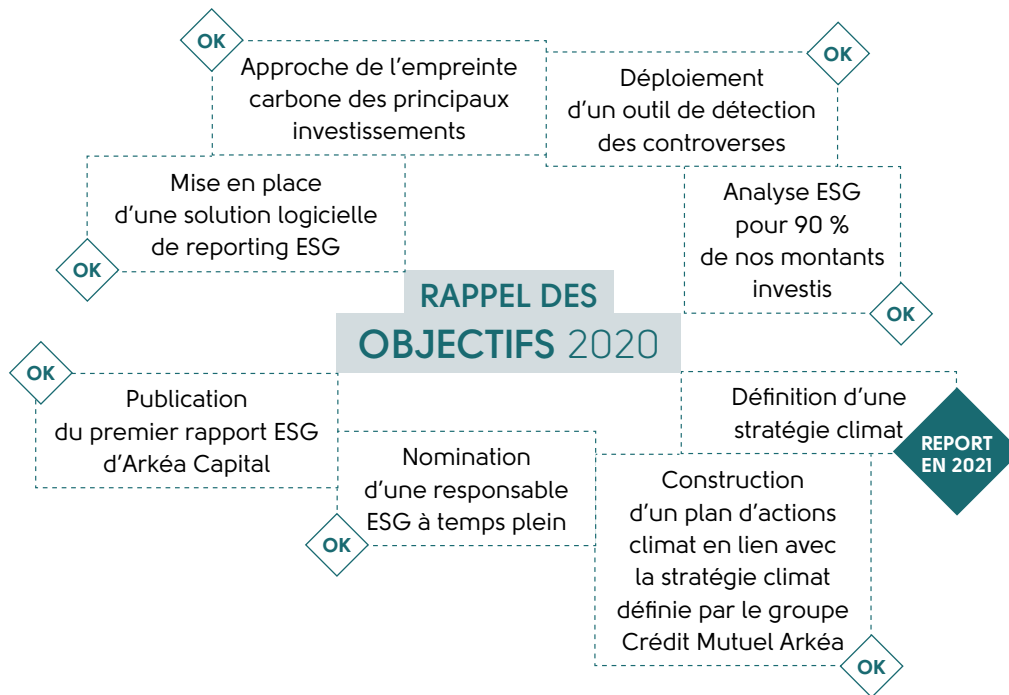 OK
Approche de l'empreinte
carbone des principaux
investissements
OK
Déploiement
d'un outil de détection
des controverses
Mise en place
d'une solution logicielle
de reporting ESG
OK
Analyse ESG
pour 90 %
de nos montants
investis
OK
RAPPEL DES
OBJECTIFS 2020
OK
Publication
du premier rapport ESG
d'Arkéa Capital
Nomination
d'une responsable
ESG à temps plein
OK
Définition d'une
stratégie climat
REPORT
EN 2021
Construction
d'un plan d'actions
climat en lien avec
la stratégie climat
définie par le groupe
Crédit Mutuel Arkéa
OK